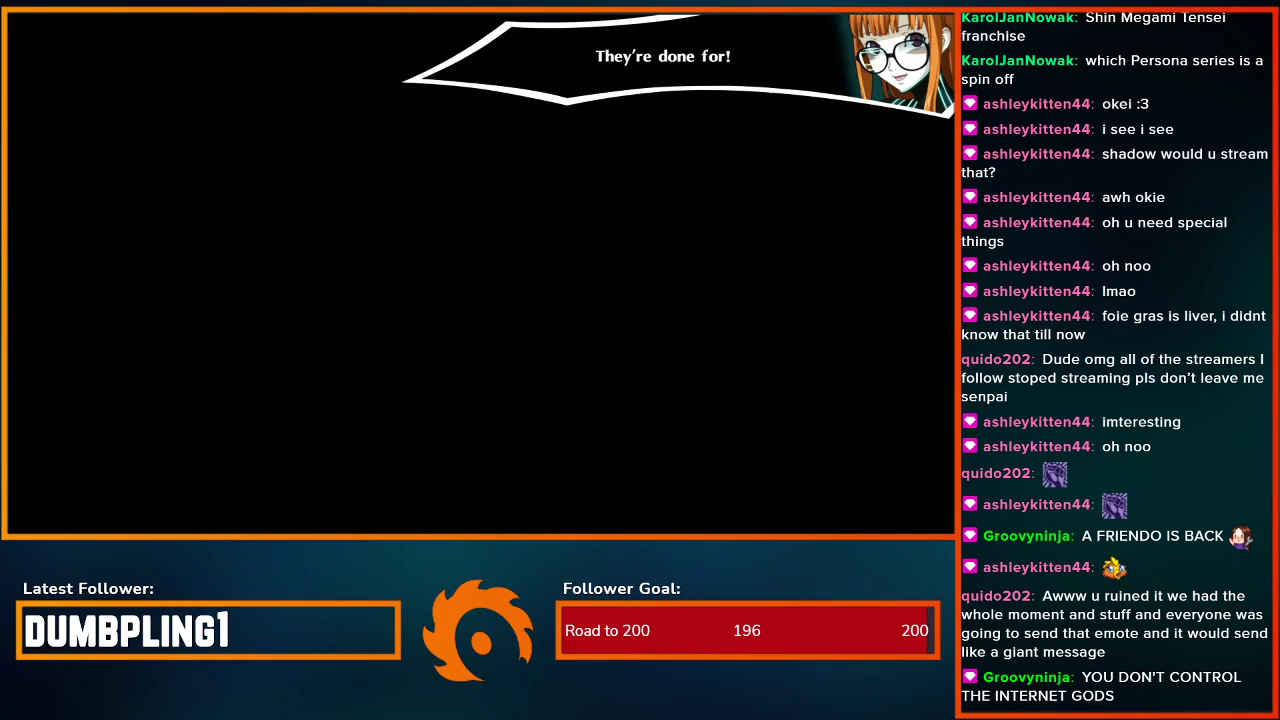 They're done for!
KarolJanNowak: Shin Megami Tensei
franchise
KarolJanNowak: which Persona series is a
spin off
ashleykitten44: okei :3
ashleykitten44: i see i see
ashleykitten44: shadow would u stream
that?
ashleykitten44: awh okie
ashleykitten44: oh u need special
things
ashleykitten44: oh noo
ashleykitten44: lmao
ashleykitten44: foie gras is liver, i didnt
know that till now
quido202: Dude omg all of the streamers I
follow stoped streaming pls don't leave me
senpai
ashleykitten44: imteresting
ashleykitten44: oh noo
quido202:
ashleykitten44:
Groovyninja: A FRIENDO IS BACK
ashleykitten44:
quido202: Awww u ruined it we had the
whole moment and stuff and everyone was
going to send that emote and it would send
like a giant message
Groovyninja: YOU DON'T CONTROL
THE INTERNET GODS
Latest Follower:
DUMBPLING1
Follower Goal:
Road to 200 196 200